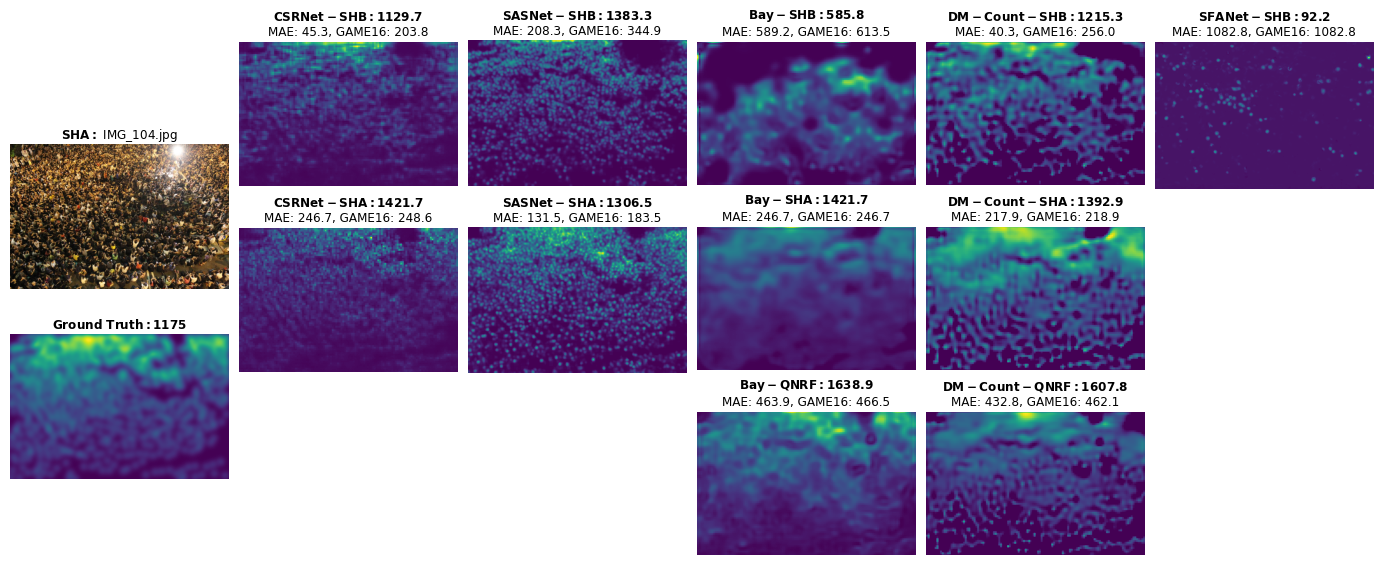 SHA: IMG_104.jpg
Ground Truth: 1175
CSRNet-SHB: 1129.7
MAE: 45.3, GAME16: 203.8
SASNet-SHB: 1383.3
MAE: 208.3, GAME16: 344.9
Bay-SHB: 585.8
MAE: 589.2, GAME16: 613.5
DM-Count-SHB: 1215.3
MAE: 40.3, GAME16: 256.0
SFANet-SHB: 92.2
MAE: 1082.8, GAME16: 1082.8
CSRNet-SHA: 1421.7
MAE: 246.7, GAME16: 248.6
SASNet-SHA: 1306.5
MAE: 131.5, GAME16: 183.5
Bay-SHA: 1421.7
MAE: 246.7, GAME16: 246.7
DM-Count-SHA: 1392.9
MAE: 217.9, GAME16: 218.9
Bay-QNRF: 1638.9
MAE: 463.9, GAME16: 466.5
DM-Count-QNRF: 1607.8
MAE: 432.8, GAME16: 462.1